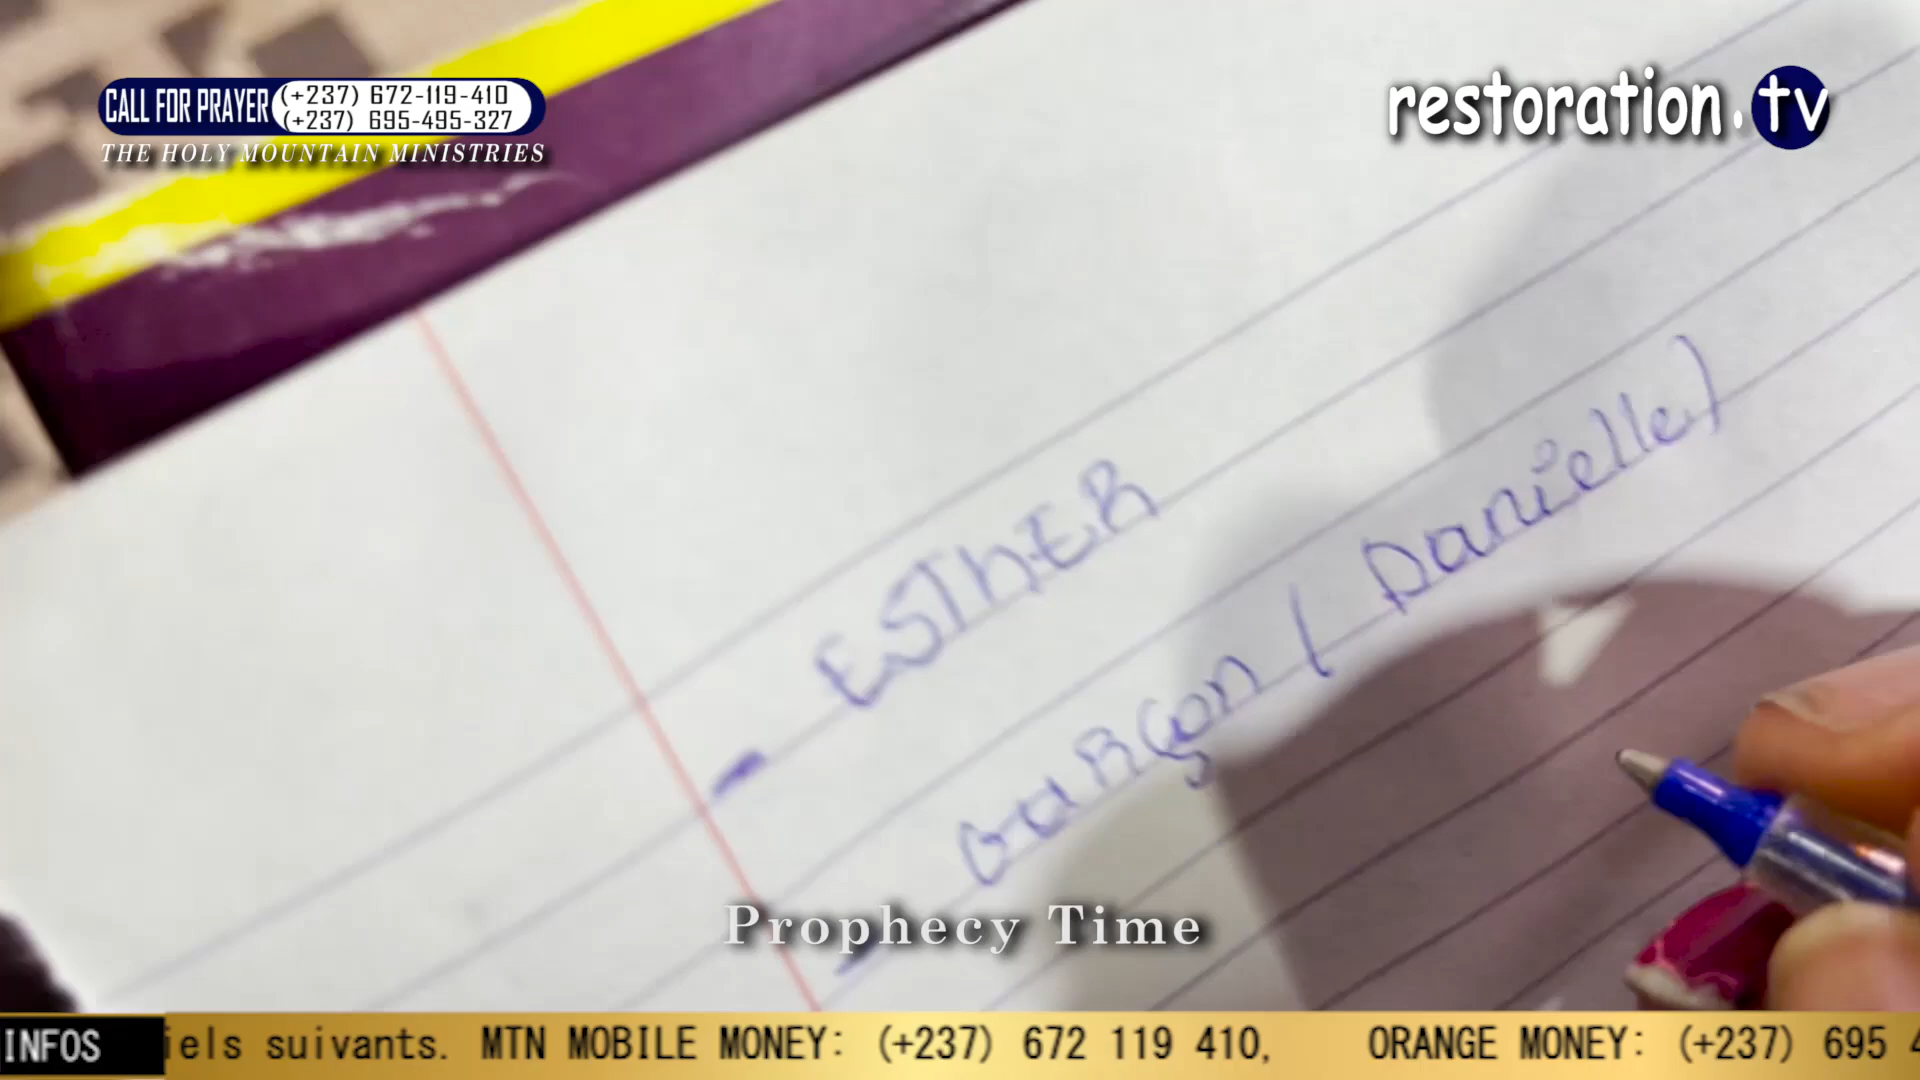 CALL FOR PRAYER
(+237) 672-119-410
(+237) 695-495-327
THE HOLY MOUNTAIN MINISTRIES
restoration.tv
- ESThER
- GaRçon ( Danielle)
Prophecy Time
INFOS
iels suivants. MTN MOBILE MONEY: (+237) 672 119 410, ORANGE MONEY: (+237) 695 4